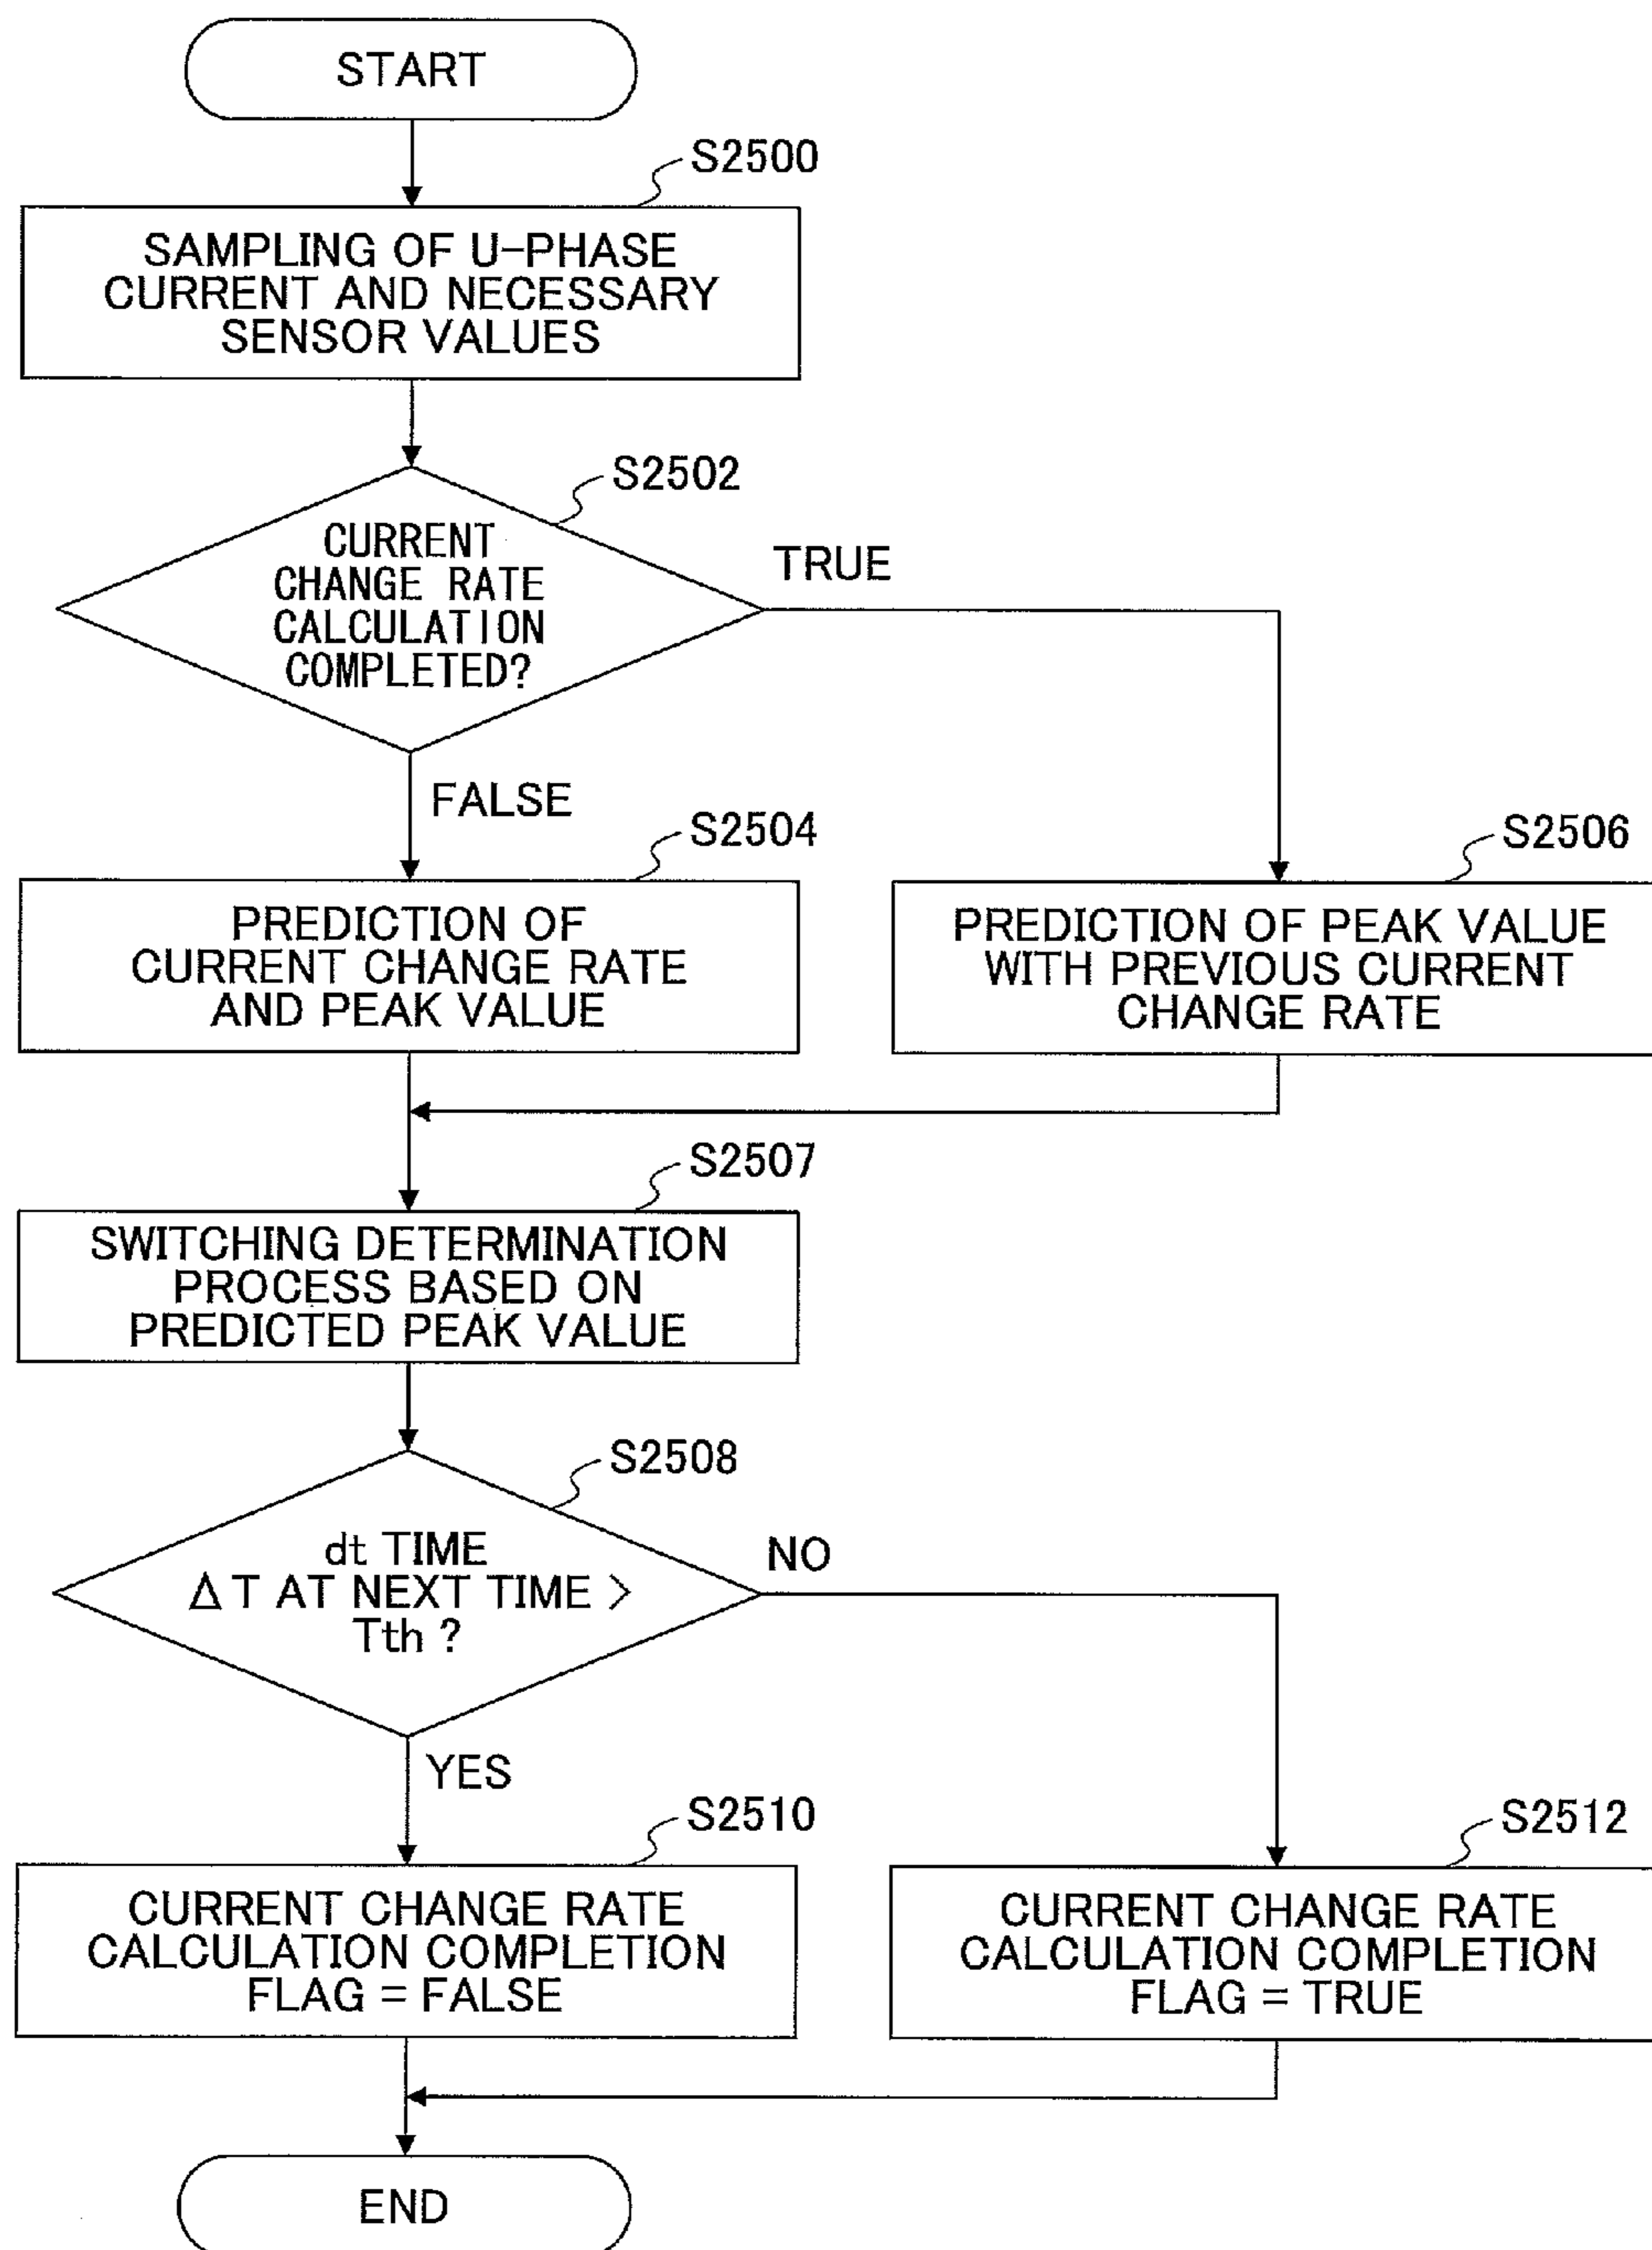 START
S2500
SAMPLING OF U-PHASE
CURRENT AND NECESSARY
SENSOR VALUES
S2502
CURRENT
CHANGE RATE
CALCULATION
COMPLETED?
TRUE
FALSE
S2504
PREDICTION OF
CURRENT CHANGE RATE
AND PEAK VALUE
S2506
PREDICTION OF PEAK VALUE
WITH PREVIOUS CURRENT
CHANGE RATE
S2507
SWITCHING DETERMINATION
PROCESS BASED ON
PREDICTED PEAK VALUE
S2508
dt TIME
ΔT AT NEXT TIME >
Tth ?
NO
YES
S2510
CURRENT CHANGE RATE
CALCULATION COMPLETION
FLAG = FALSE
S2512
CURRENT CHANGE RATE
CALCULATION COMPLETION
FLAG = TRUE
END